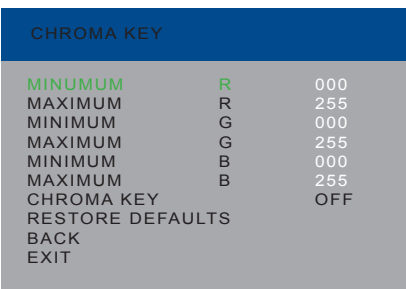 CHROMA KEY
MINUMUM R 000
MAXIMUM R 255
MINIMUM G 000
MAXIMUM G 255
MINIMUM B 000
MAXIMUM B 255
CHROMA KEY OFF
RESTORE DEFAULTS
BACK
EXIT